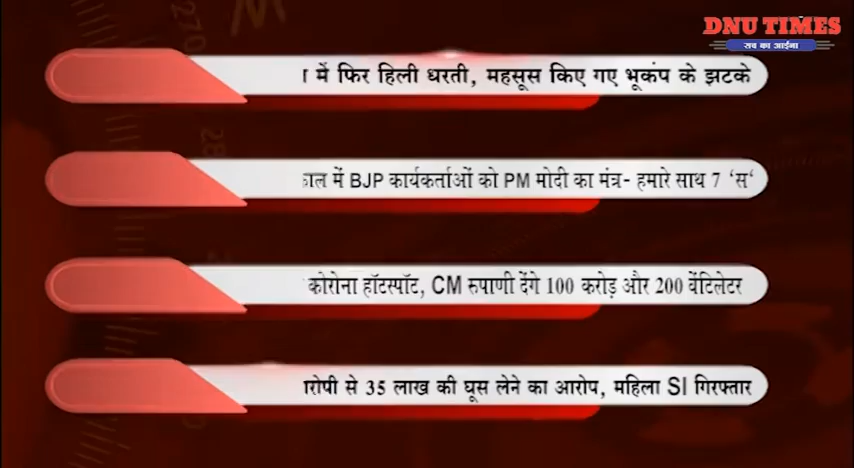 DNU TIMES
सच का आईना
में फिर हिली धरती, महसूस किए गए भूकंप के झटके
में BJP कार्यकर्ताओं को PM मोदी का मंत्र- हमारे साथ 7 ‘स‘
कोरोना हॉटस्पॉट, CM रुपाणी देंगे 100 करोड़ और 200 वेंटिलेटर
से 35 लाख की घूस लेने का आरोप, महिला SI गिरफ्तार